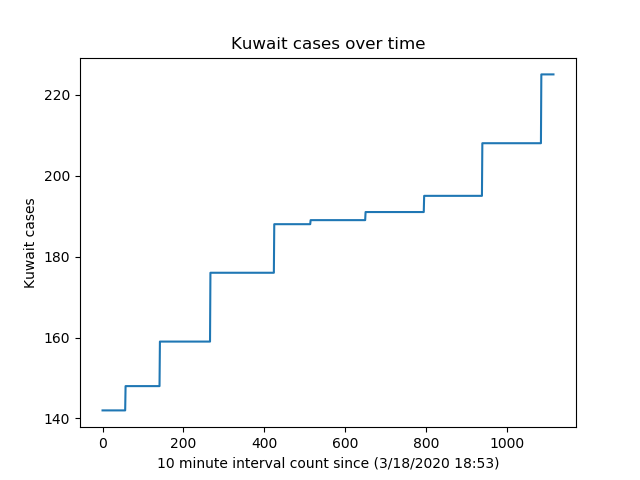 Kuwait cases over time
220
200
180
160
140
Kuwait cases
0 200 400 600 800 1000
10 minute interval count since (3/18/2020 18:53)